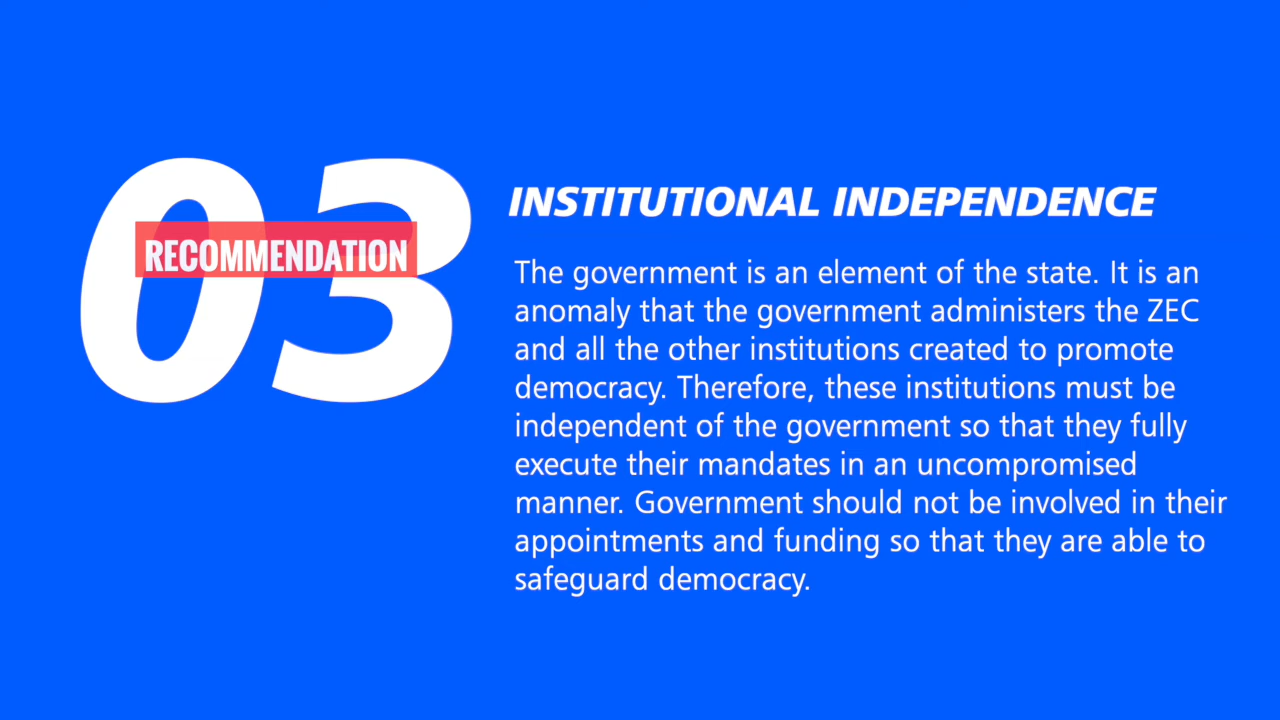 03
RECOMMENDATION
INSTITUTIONAL INDEPENDENCE
The government is an element of the state. It is an
anomaly that the government administers the ZEC
and all the other institutions created to promote
democracy. Therefore, these institutions must be
independent of the government so that they fully
execute their mandates in an uncompromised
manner. Government should not be involved in their
appointments and funding so that they are able to
safeguard democracy.